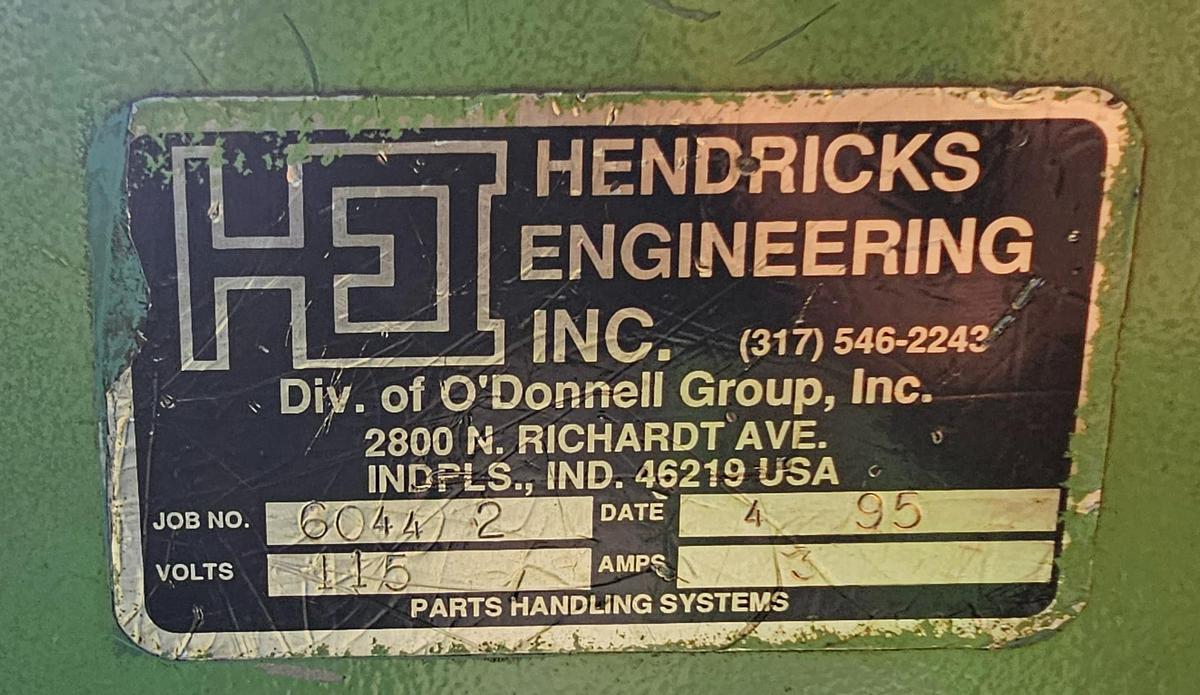 HEI
HENDRICKS
ENGINEERING
INC. (317) 546-2243
Div. of O'Donnell Group, Inc.
2800 N. RICHARDT AVE.
INDPLS., IND. 46219 USA
JOB NO. 6044 2 DATE 4 95
VOLTS 115 AMPS 3
PARTS HANDLING SYSTEMS